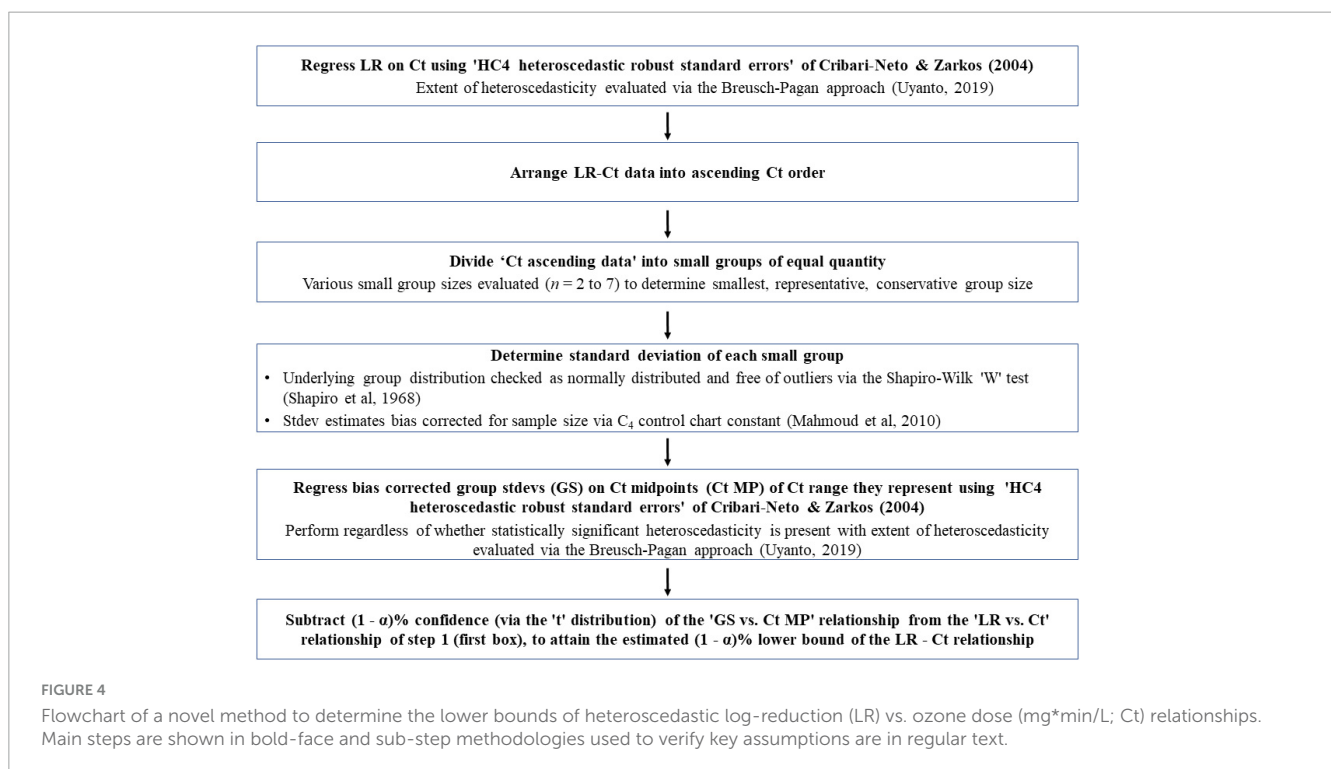 Regress LR on Ct using 'HC4 heteroscedastic robust standard errors' of Cribari-Neto & Zarkos (2004)
Extent of heteroscedasticity evaluated via the Breusch-Pagan approach (Uyanto, 2019)
Arrange LR-Ct data into ascending Ct order
Divide ‘Ct ascending data' into small groups of equal quantity
Various small group sizes evaluated (n = 2 to 7) to determine smallest, representative, conservative group size
Determine standard deviation of each small group
• Underlying group distribution checked as normally distributed and free of outliers via the Shapiro-Wilk 'W' test
(Shapiro et al, 1968)
• Stdev estimates bias corrected for sample size via C₄ control chart constant (Mahmoud et al, 2010)
Regress bias corrected group stdevs (GS) on Ct midpoints (Ct MP) of Ct range they represent using 'HC4
heteroscedastic robust standard errors' of Cribari-Neto & Zarkos (2004)
Perform regardless of whether statistically significant heteroscedasticity is present with extent of heteroscedasticity
evaluated via the Breusch-Pagan approach (Uyanto, 2019)
Subtract (1 - α)% confidence (via the 't' distribution) of the 'GS vs. Ct MP' relationship from the 'LR vs. Ct'
relationship of step 1 (first box), to attain the estimated (1 - α)% lower bound of the LR - Ct relationship
FIGURE 4
Flowchart of a novel method to determine the lower bounds of heteroscedastic log-reduction (LR) vs. ozone dose (mg*min/L; Ct) relationships.
Main steps are shown in bold-face and sub-step methodologies used to verify key assumptions are in regular text.